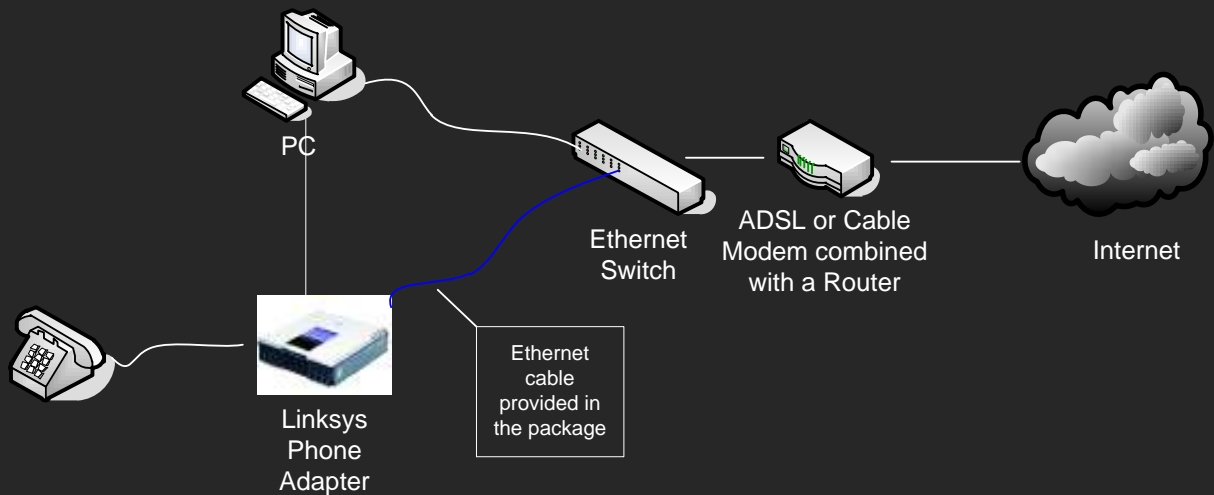 PC
Ethernet
Switch
ADSL or Cable
Modem combined
with a Router
Internet
Ethernet
cable
provided in
the package
Linksys
Phone
Adapter